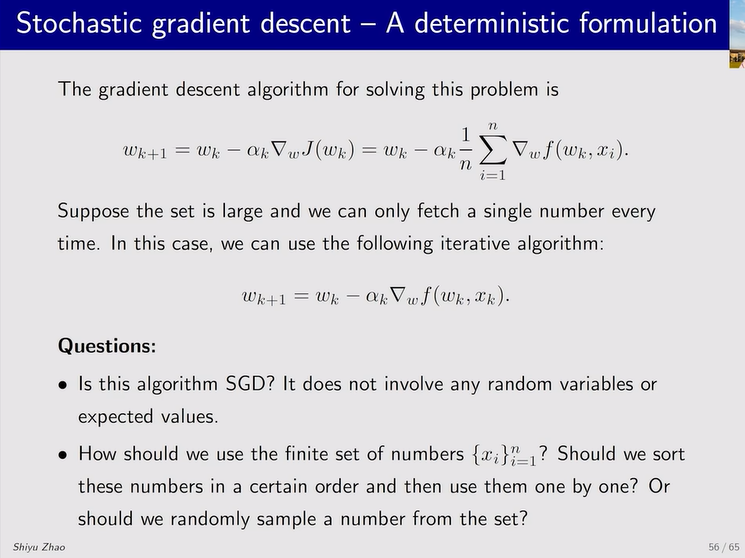 Stochastic gradient descent – A deterministic formulation
The gradient descent algorithm for solving this problem is
$w_{k+1} = w_k - \alpha_k \nabla_w J(w_k) = w_k - \alpha_k \frac{1}{n} \sum_{i=1}^{n} \nabla_w f(w_k, x_i).$
Suppose the set is large and we can only fetch a single number every
time. In this case, we can use the following iterative algorithm:
$w_{k+1} = w_k - \alpha_k \nabla_w f(w_k, x_k).$
Questions:
• Is this algorithm SGD? It does not involve any random variables or
expected values.
• How should we use the finite set of numbers $\{x_i\}_{i=1}^{n}$? Should we sort
these numbers in a certain order and then use them one by one? Or
should we randomly sample a number from the set?
Shiyu Zhao
56 / 65